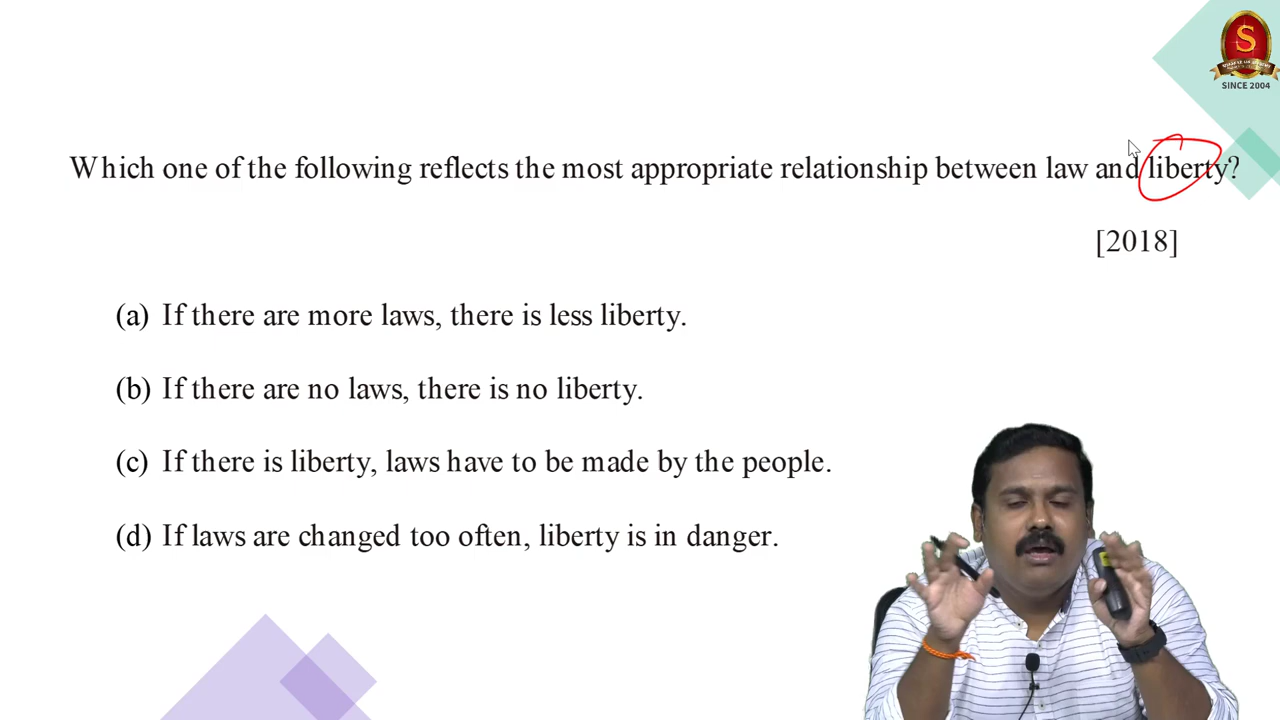 S
SINCE 2004
Which one of the following reflects the most appropriate relationship between law and liberty?
[2018]
(a) If there are more laws, there is less liberty.
(b) If there are no laws, there is no liberty.
(c) If there is liberty, laws have to be made by the people.
(d) If laws are changed too often, liberty is in danger.